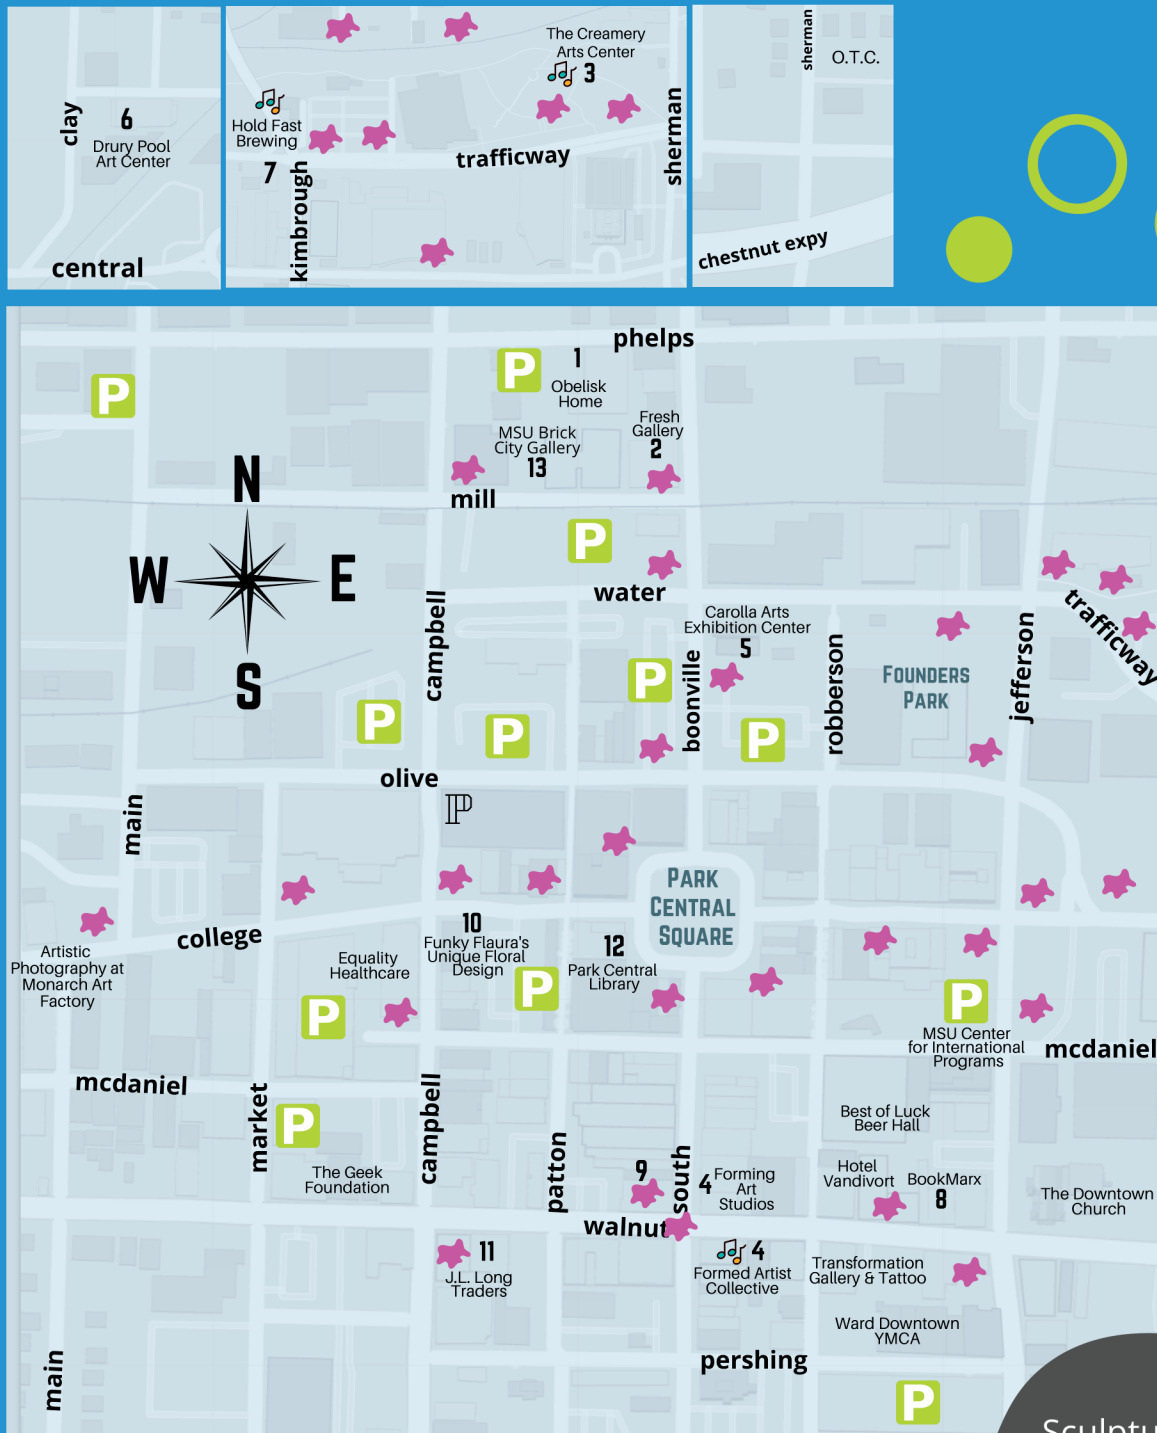 clay
6
Drury Pool
Art Center
central
The Creamery
Arts Center
3
Hold Fast
Brewing
7
kimbrough
trafficway
sherman
sherman
O.T.C.
chestnut expy
phelps
P
P
1
Obelisk
Home
Fresh
Gallery
2
MSU Brick
City Gallery
13
mill
N
W
E
S
P
water
campbell
Carolla Arts
Exhibition Center
5
boonville
robberson
Founders
Park
jefferson
trafficway
P
P
P
P
olive
P
main
Park
Central
Square
college
Artistic
Photography at
Monarch Art
Factory
Equality
Healthcare
10
Funky Flaura's
Unique Floral
Design
12
Park Central
Library
P
P
P
MSU Center
for International
Programs
mcdaniel
mcdaniel
market
campbell
P
The Geek
Foundation
patton
9
south
4
Forming
Art
Studios
walnut
Best of Luck
Beer Hall
Hotel
Vandivort
BookMarx
8
The Downtown
Church
11
J.L. Long
Traders
4
Formed Artist
Collective
Transformation
Gallery & Tattoo
Ward Downtown
YMCA
pershing
main
P